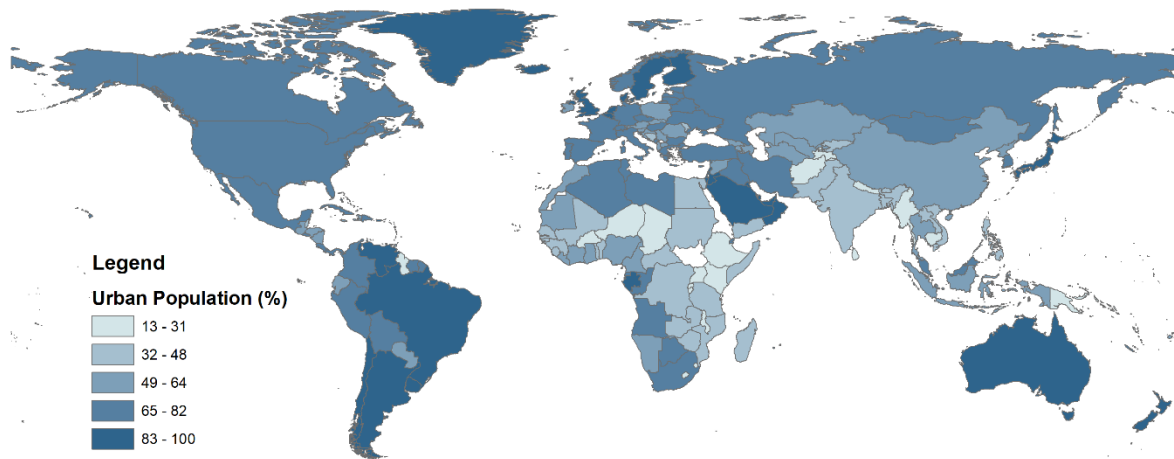 Legend
Urban Population (%)
13 - 31
32 - 48
49 - 64
65 - 82
83 - 100